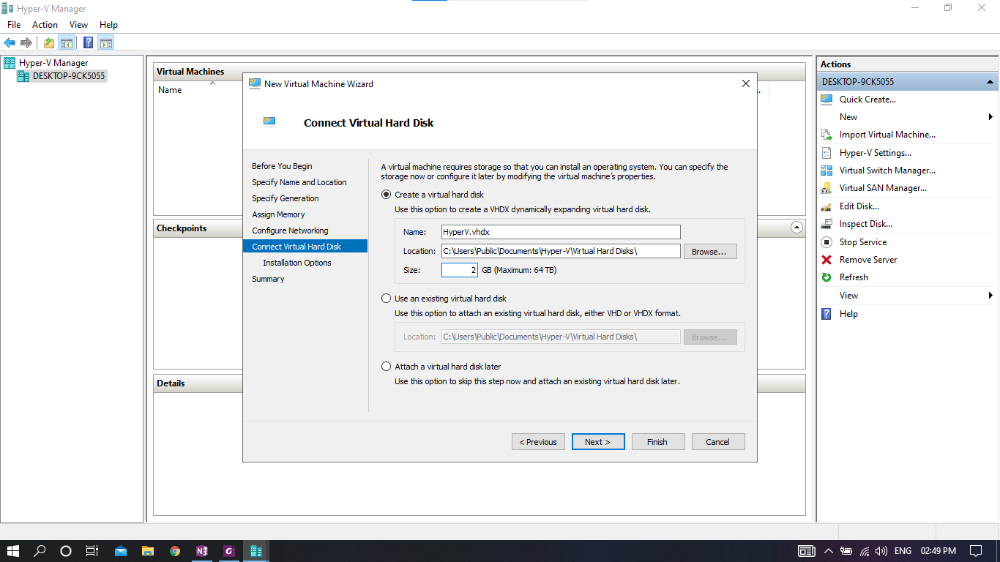 Hyper-V Manager
File Action View Help
Hyper-V Manager
DESKTOP-9CK5055
Virtual Machines
Name
Checkpoints
Details
New Virtual Machine Wizard
Connect Virtual Hard Disk
Before You Begin
Specify Name and Location
Specify Generation
Assign Memory
Configure Networking
Connect Virtual Hard Disk
Installation Options
Summary
A virtual machine requires storage so that you can install an operating system. You can specify the
storage now or configure it later by modifying the virtual machine's properties.
Create a virtual hard disk
Use this option to create a VHDX dynamically expanding virtual hard disk.
Name: HyperV.vhdx
Location: C:\Users\Public\Documents\Hyper-V\Virtual Hard Disks\ Browse...
Size: 2 GB (Maximum: 64 TB)
Use an existing virtual hard disk
Use this option to attach an existing virtual hard disk, either VHD or VHDX format.
Location: C:\Users\Public\Documents\Hyper-V\Virtual Hard Disks\ Browse...
Attach a virtual hard disk later
Use this option to skip this step now and attach an existing virtual hard disk later.
< Previous Next > Finish Cancel
Actions
DESKTOP-9CK5055
Quick Create...
New
Import Virtual Machine...
Hyper-V Settings...
Virtual Switch Manager...
Virtual SAN Manager...
Edit Disk...
Inspect Disk...
Stop Service
Remove Server
Refresh
View
Help
ENG 02:49 PM